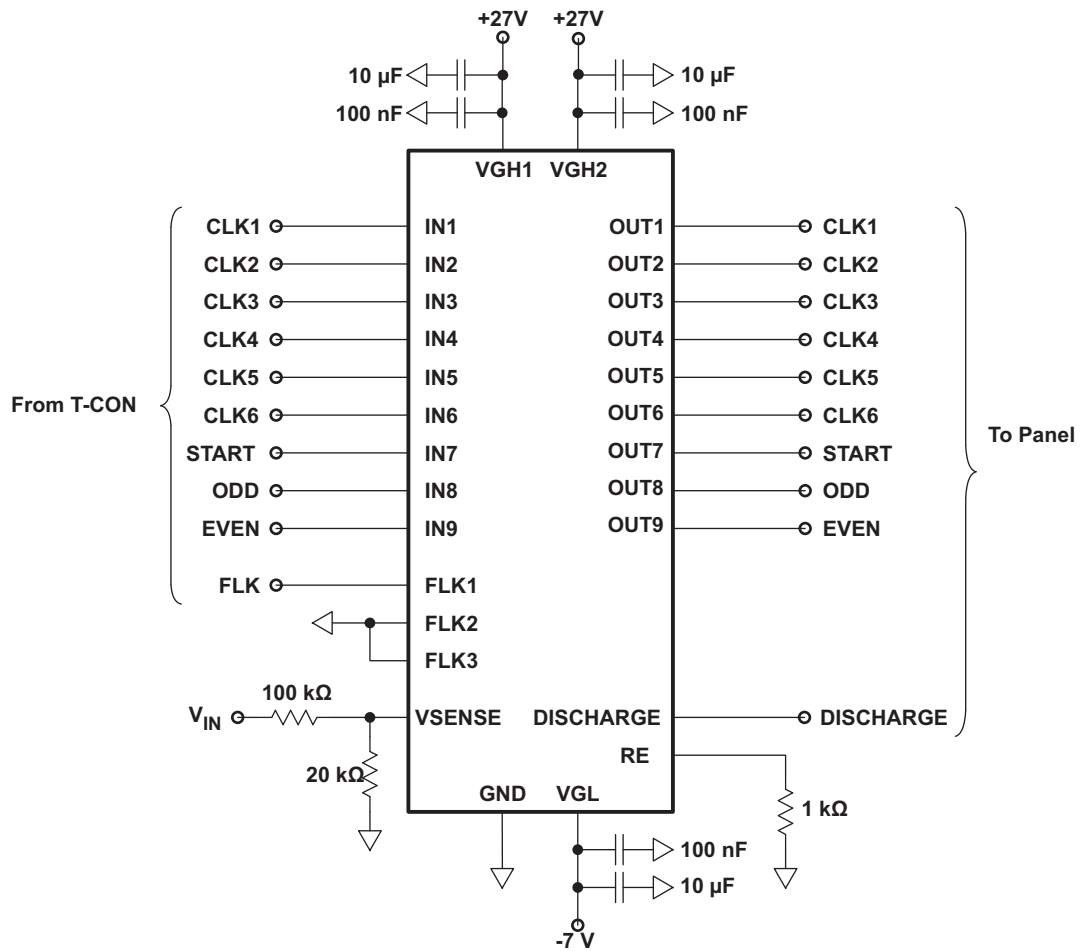 +27V +27V
10 µF 10 µF
100 nF 100 nF
VGH1 VGH2
CLK1 IN1 OUT1 CLK1
CLK2 IN2 OUT2 CLK2
CLK3 IN3 OUT3 CLK3
CLK4 IN4 OUT4 CLK4
CLK5 IN5 OUT5 CLK5
From T-CON
CLK6 IN6 OUT6 CLK6
To Panel
START IN7 OUT7 START
ODD IN8 OUT8 ODD
EVEN IN9 OUT9 EVEN
FLK FLK1
FLK2
FLK3
100 kΩ
VIN VSENSE DISCHARGE DISCHARGE
RE
20 kΩ
GND VGL
1 kΩ
100 nF
10 µF
-7 V